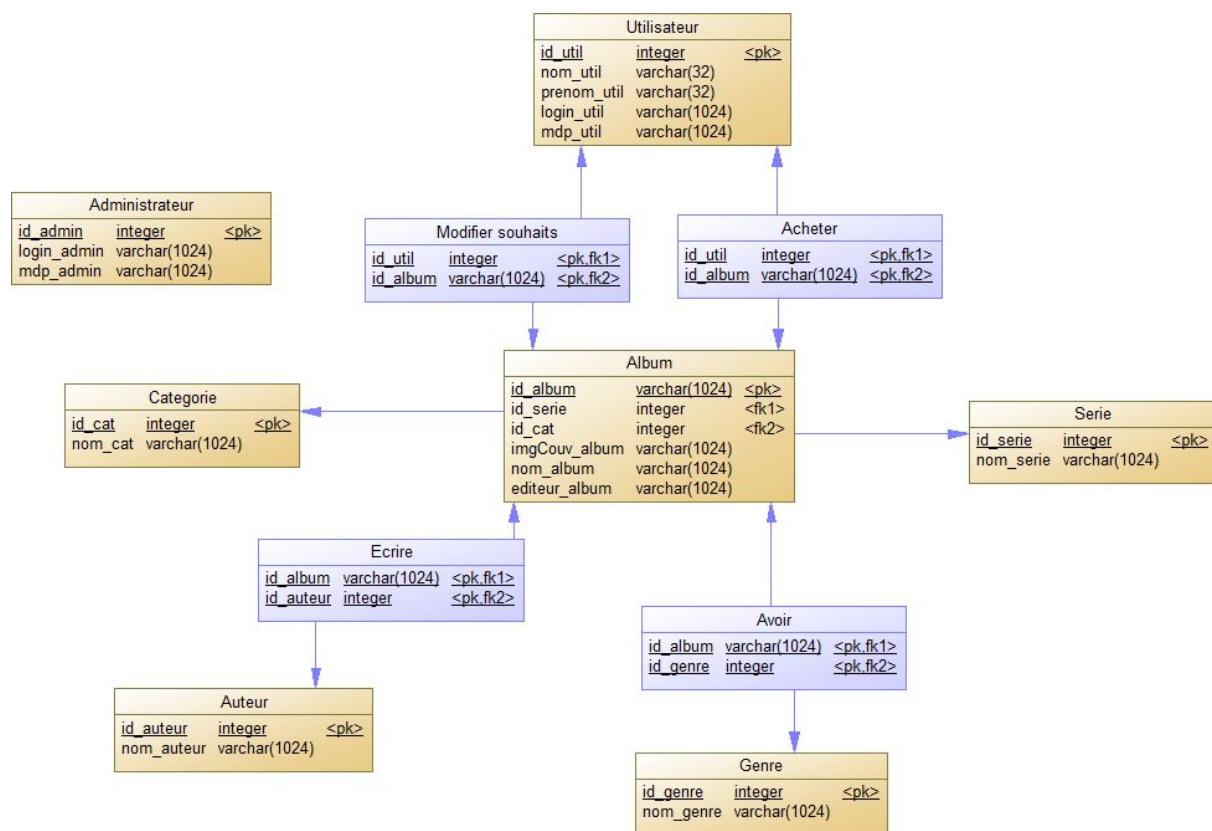 Utilisateur
id_util integer <pk>
nom_util varchar(32)
prenom_util varchar(32)
login_util varchar(1024)
mdp_util varchar(1024)
Administrateur
id_admin integer <pk>
login_admin varchar(1024)
mdp_admin varchar(1024)
Modifier souhaits
id_util integer <pk,fk1>
id_album varchar(1024) <pk,fk2>
Acheter
id_util integer <pk,fk1>
id_album varchar(1024) <pk,fk2>
Album
id_album varchar(1024) <pk>
id_serie integer <fk1>
id_cat integer <fk2>
imgCouv_album varchar(1024)
nom_album varchar(1024)
editeur_album varchar(1024)
Categorie
id_cat integer <pk>
nom_cat varchar(1024)
Serie
id_serie integer <pk>
nom_serie varchar(1024)
Ecrire
id_album varchar(1024) <pk,fk1>
id_auteur integer <pk,fk2>
Avoir
id_album varchar(1024) <pk,fk1>
id_genre integer <pk,fk2>
Auteur
id_auteur integer <pk>
nom_auteur varchar(1024)
Genre
id_genre integer <pk>
nom_genre varchar(1024)